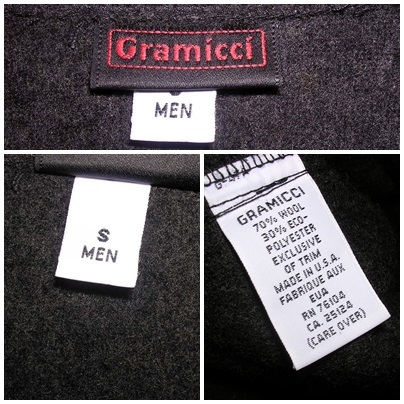 Gramicci
MEN
S
MEN
GRAMICCI
70% WOOL
30% ECO-
POLYESTER
EXCLUSIVE
OF TRIM
MADE IN U.S.A.
FABRIQUE AUX
EUA
RN 76104
CA. 25124
(CARE OVER)